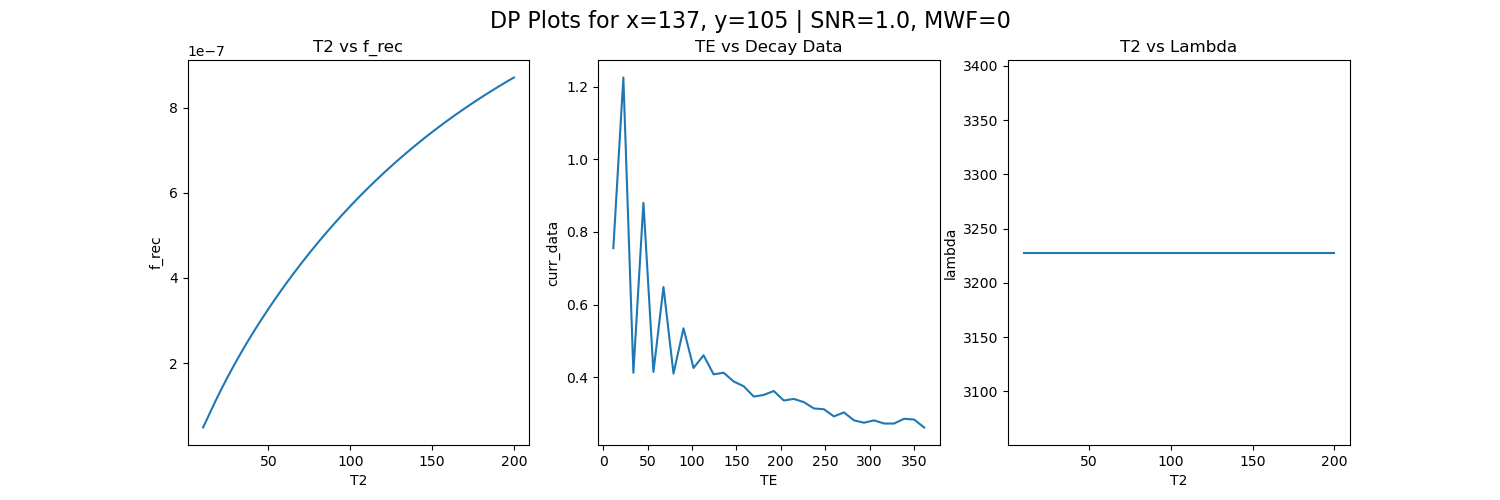 DP Plots for x=137, y=105 | SNR=1.0, MWF=0
T2 vs f_rec
1e−7
8
6
4
2
f_rec
50
100
150
200
T2
TE vs Decay Data
1.2
1.0
0.8
0.6
0.4
curr_data
0
50
100
150
200
250
300
350
TE
T2 vs Lambda
3400
3350
3300
3250
3200
3150
3100
lambda
50
100
150
200
T2